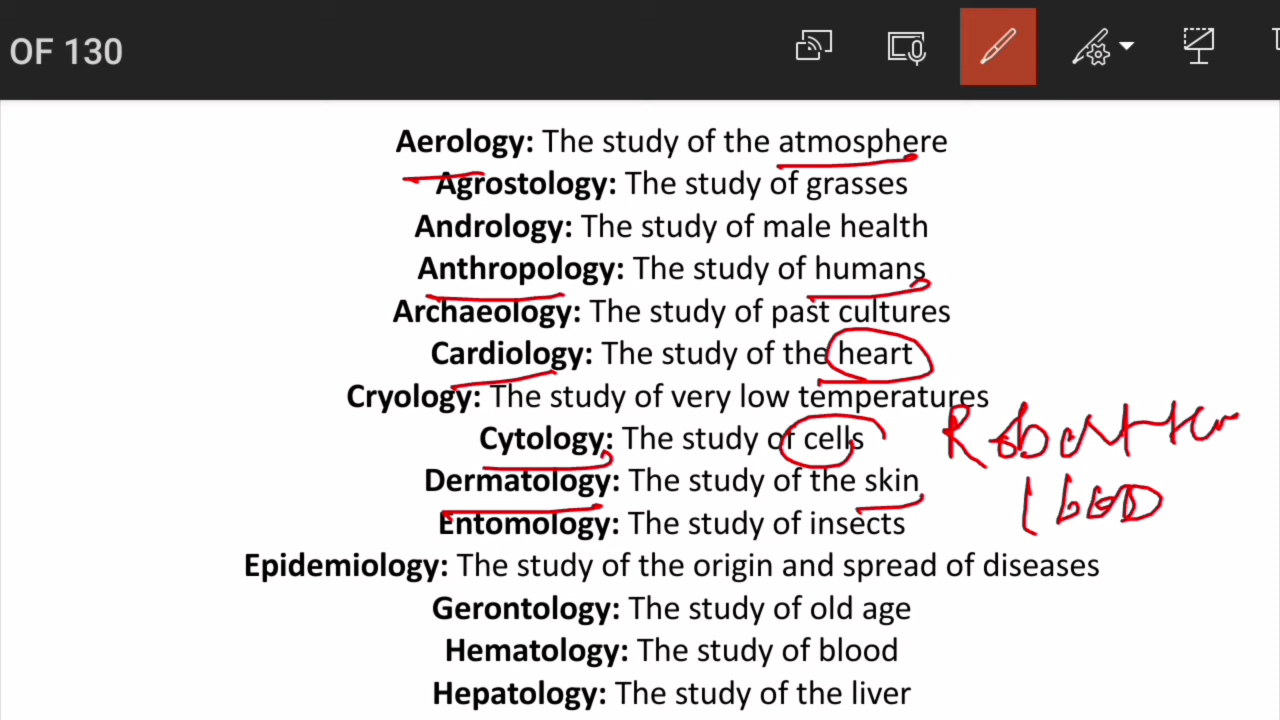 OF 130
Aerology: The study of the atmosphere
Agrostology: The study of grasses
Andrology: The study of male health
Anthropology: The study of humans
Archaeology: The study of past cultures
Cardiology: The study of the heart
Cryology: The study of very low temperatures
Cytology: The study of cells
Dermatology: The study of the skin
Entomology: The study of insects
Epidemiology: The study of the origin and spread of diseases
Gerontology: The study of old age
Hematology: The study of blood
Hepatology: The study of the liver